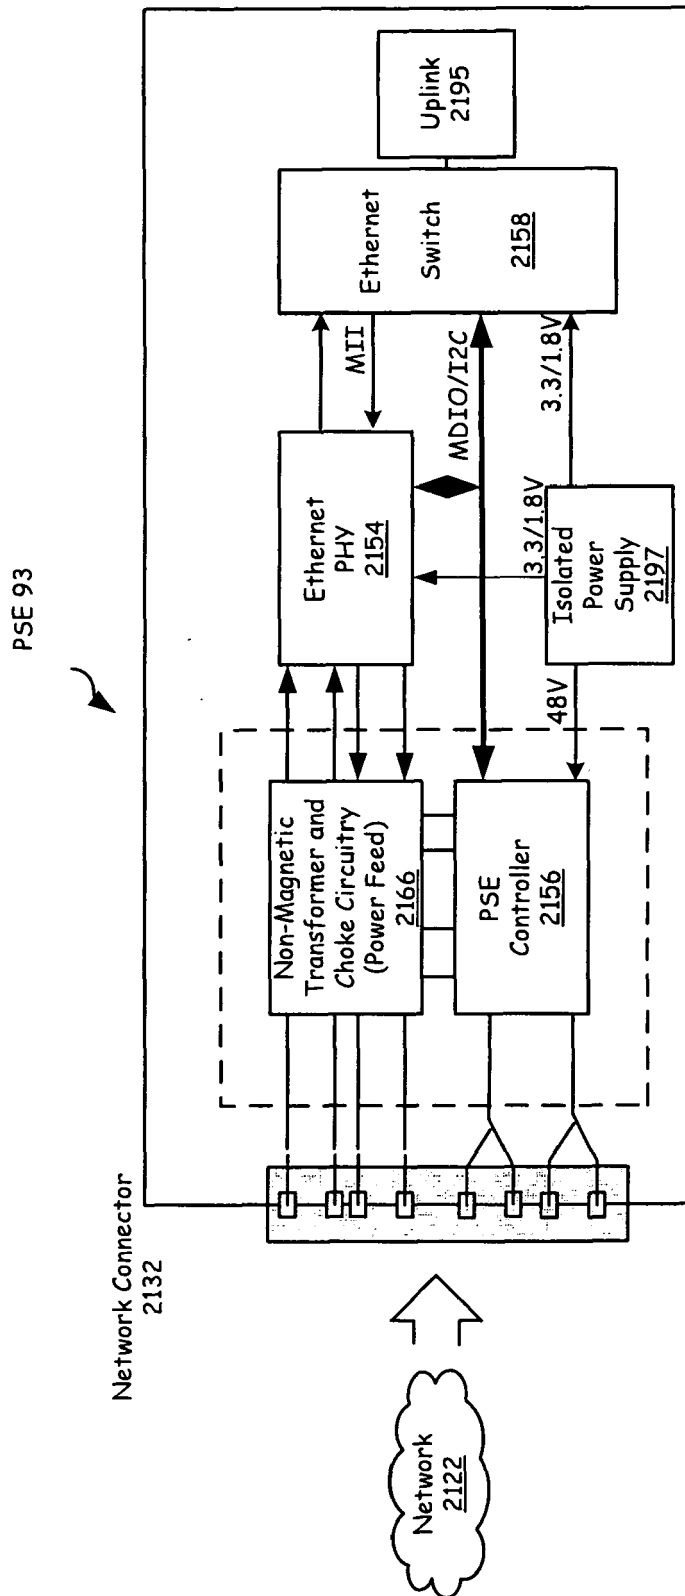 PSE 93
Network Connector
2132
Network
2122
Non-Magnetic
Transformer and
Choke Circuitry
(Power Feed)
2166
PSE
Controller
2156
Ethernet
PHY
2154
MII
MDIO/I2C
48V
3.3/1.8V
3.3/1.8V
Isolated
Power
Supply
2197
Ethernet
Switch
2158
Uplink
2195